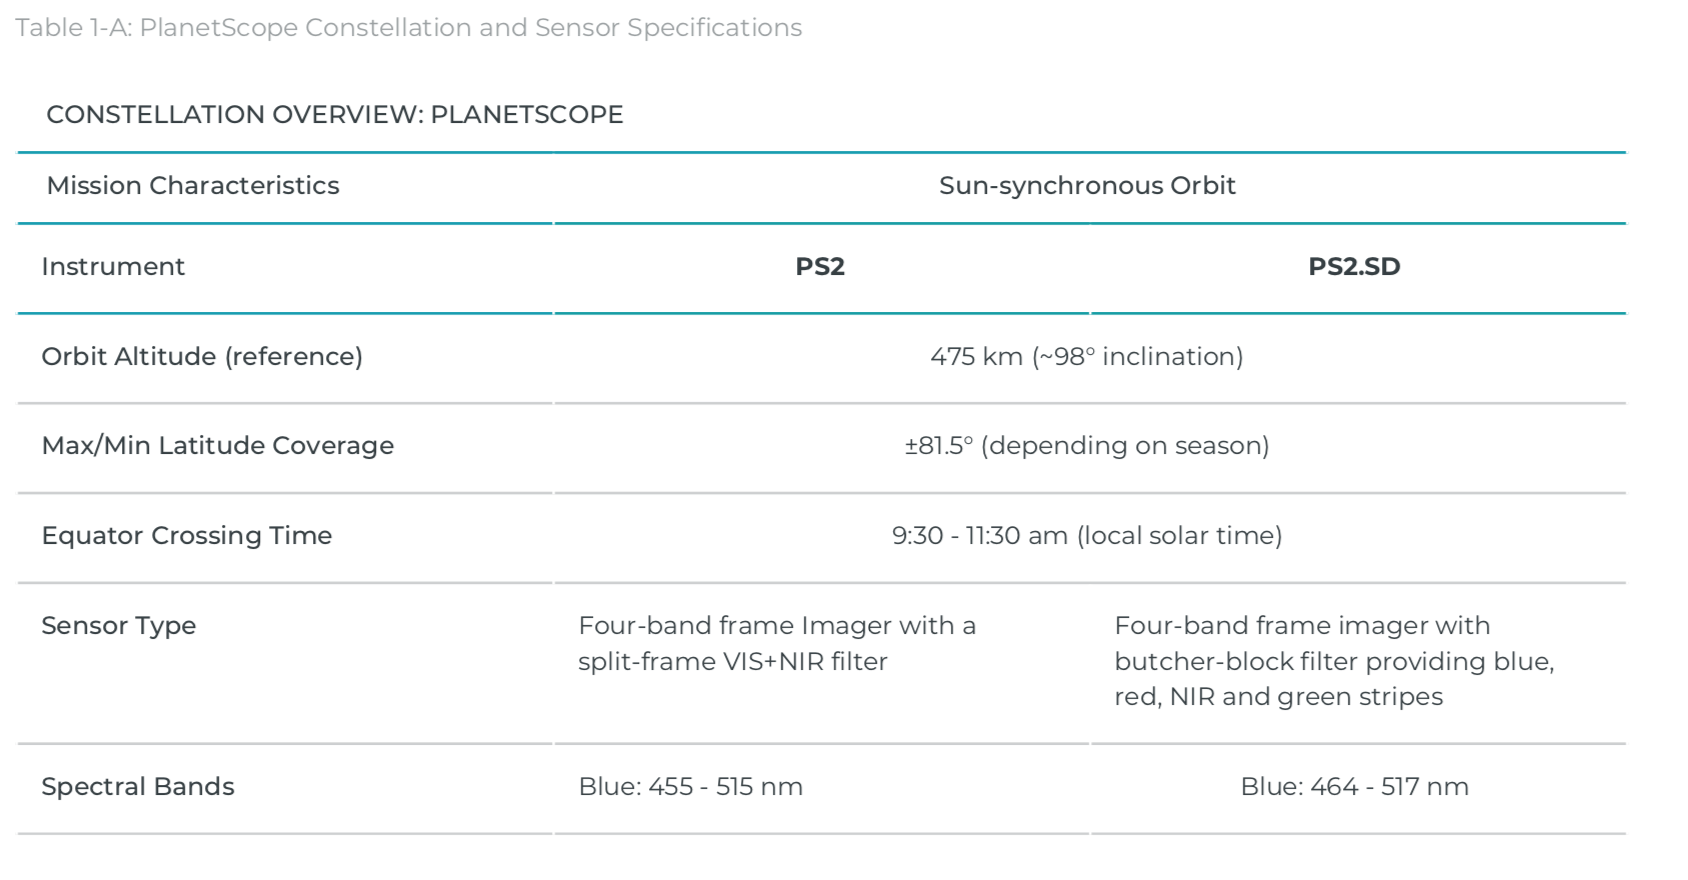 Table 1-A: PlanetScope Constellation and Sensor Specifications
CONSTELLATION OVERVIEW: PLANETSCOPE
Mission Characteristics Sun-synchronous Orbit
Instrument PS2 PS2.SD
Orbit Altitude (reference) 475 km (~98° inclination)
Max/Min Latitude Coverage ±81.5° (depending on season)
Equator Crossing Time 9:30 - 11:30 am (local solar time)
Sensor Type Four-band frame Imager with a Four-band frame imager with
split-frame VIS+NIR filter butcher-block filter providing blue,
red, NIR and green stripes
Spectral Bands Blue: 455 - 515 nm Blue: 464 - 517 nm